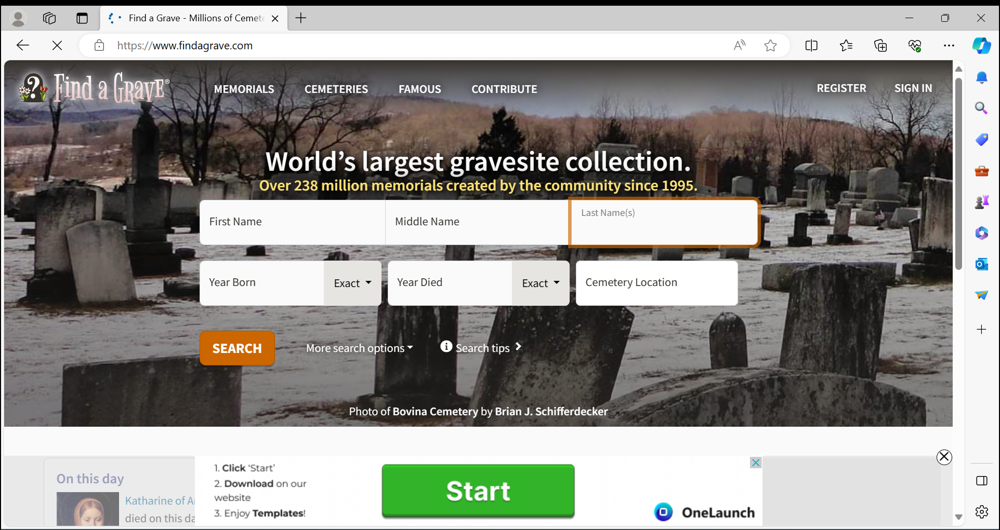 Find a Grave - Millions of Cemete
https://www.findagrave.com
Find a Grave®
MEMORIALS
CEMETERIES
FAMOUS
CONTRIBUTE
REGISTER
SIGN IN
World's largest gravesite collection.
Over 238 million memorials created by the community since 1995.
First Name
Middle Name
Last Name(s)
Year Born
Exact
Year Died
Exact
Cemetery Location
SEARCH
More search options
Search tips
Photo of Bovina Cemetery by Brian J. Schifferdecker
On this day
Katharine of A
died on this da
1. Click ‘Start’
2. Download on our
website
3. Enjoy Templates!
Start
OneLaunch